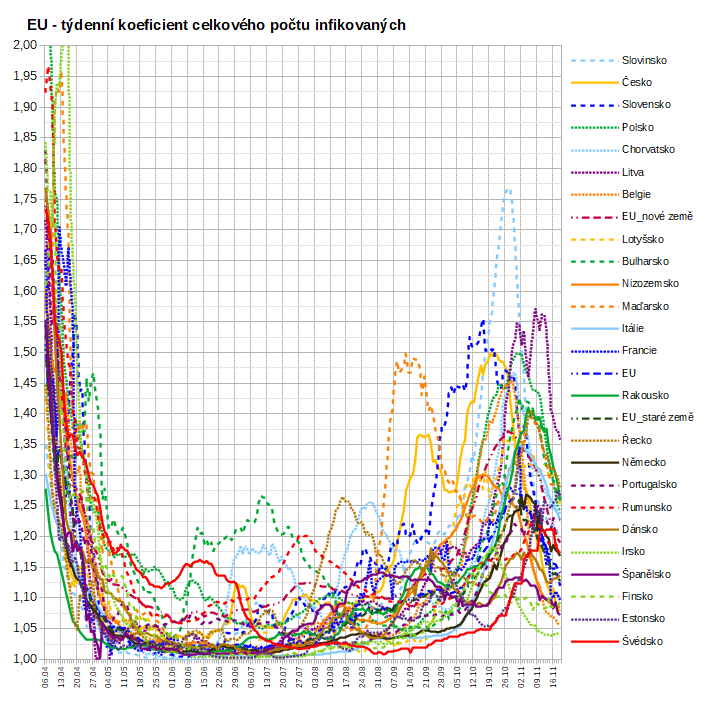 EU - týdenní koeficient celkového počtu infikovaných
2,00
1,95
1,90
1,85
1,80
1,75
1,70
1,65
1,60
1,55
1,50
1,45
1,40
1,35
1,30
1,25
1,20
1,15
1,10
1,05
1,00
06.04
13.04
20.04
27.04
04.05
11.05
18.05
25.05
01.06
08.06
15.06
22.06
29.06
06.07
13.07
20.07
27.07
03.08
10.08
17.08
24.08
31.08
07.09
14.09
21.09
28.09
05.10
12.10
19.10
26.10
02.11
09.11
16.11
Slovinsko
Česko
Slovensko
Polsko
Chorvatsko
Litva
Belgie
EU_nové země
Lotyšsko
Bulharsko
Nizozemsko
Maďarsko
Itálie
Francie
EU
Rakousko
EU_staré země
Řecko
Německo
Portugalsko
Rumunsko
Dánsko
Irsko
Španělsko
Finsko
Estonsko
Švédsko